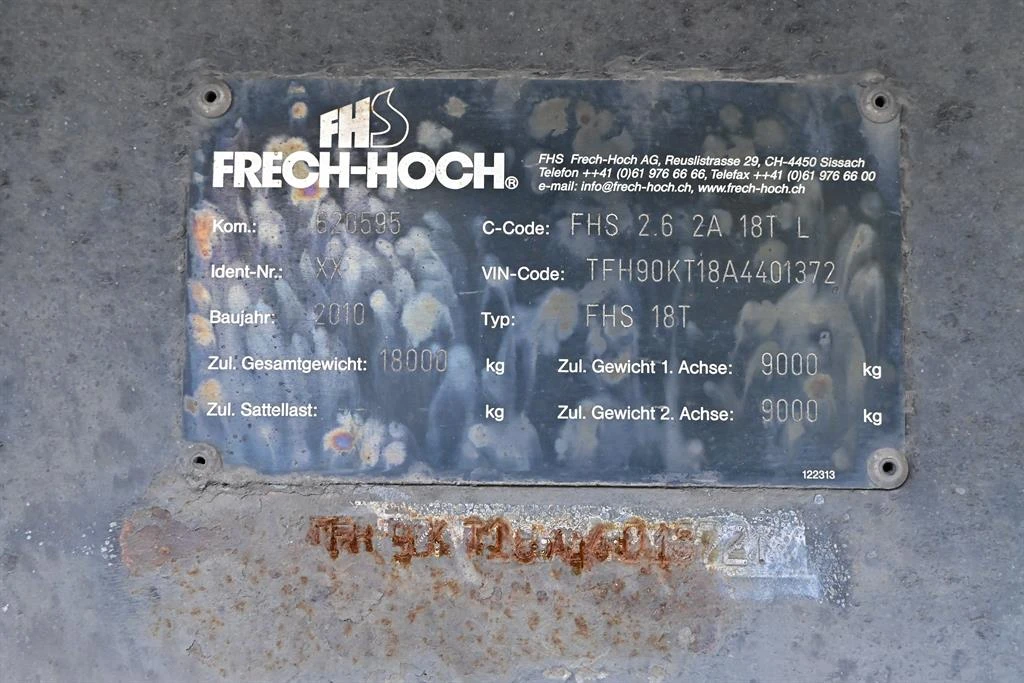 FHS
FRECH-HOCH®
FHS Frech-Hoch AG, Reuslistrasse 29, CH-4450 Sissach
Telefon ++41 (0)61 976 66 66, Telefax ++41 (0)61 976 66 00
e-mail: info@frech-hoch.ch, www.frech-hoch.ch
Kom.: 620595 C-Code: FHS 2.6 2A 18T L
Ident-Nr.: XX VIN-Code: TFH90KT18A4401372
Baujahr: 2010 Typ: FHS 18T
Zul. Gesamtgewicht: 18000 kg Zul. Gewicht 1. Achse: 9000 kg
Zul. Sattellast: kg Zul. Gewicht 2. Achse: 9000 kg
122313